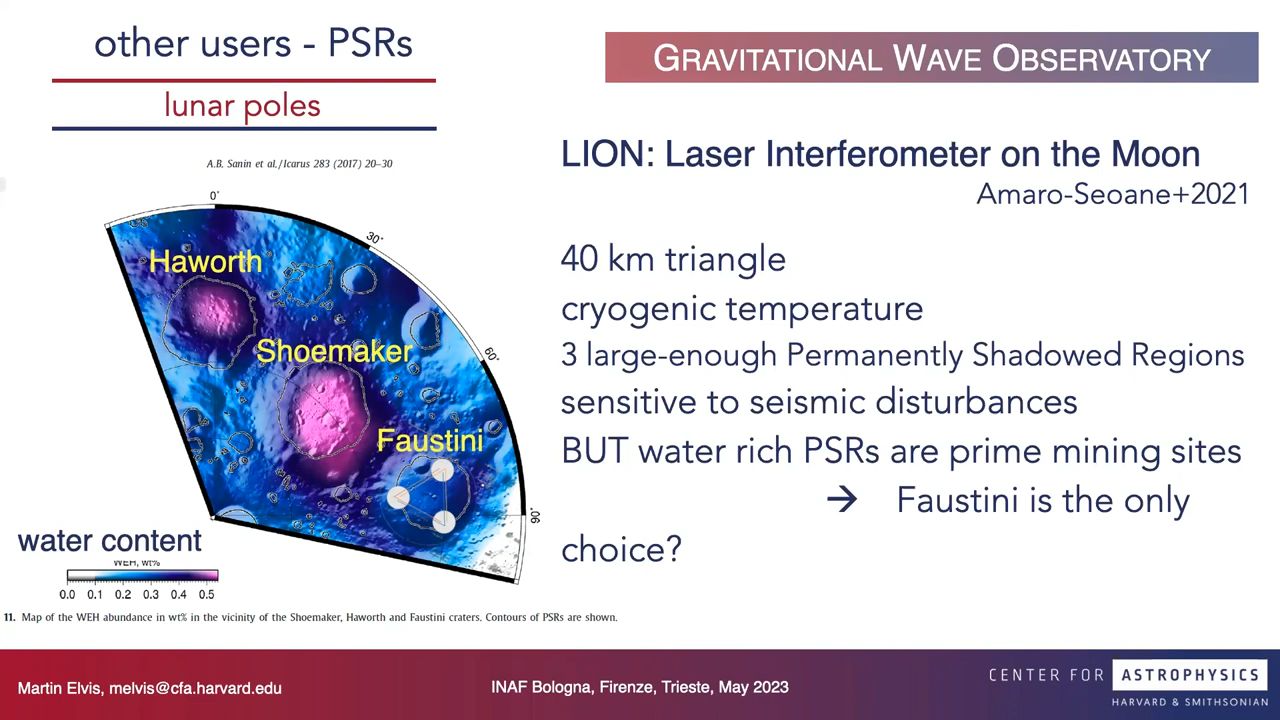 other users - PSRs
lunar poles
GRAVITATIONAL WAVE OBSERVATORY
LION: Laser Interferometer on the Moon
Amaro-Seoane+2021
A.B. Sanin et al./Icarus 283 (2017) 20–30
0°
30°
60°
90°
Haworth
Shoemaker
Faustini
40 km triangle
cryogenic temperature
3 large-enough Permanently Shadowed Regions
sensitive to seismic disturbances
BUT water rich PSRs are prime mining sites
→ Faustini is the only
choice?
water content
WEH, wt%
0.0 0.1 0.2 0.3 0.4 0.5
11. Map of the WEH abundance in wt% in the vicinity of the Shoemaker, Haworth and Faustini craters. Contours of PSRs are shown.
Martin Elvis, melvis@cfa.harvard.edu
INAF Bologna, Firenze, Trieste, May 2023
CENTER FOR ASTROPHYSICS
HARVARD & SMITHSONIAN